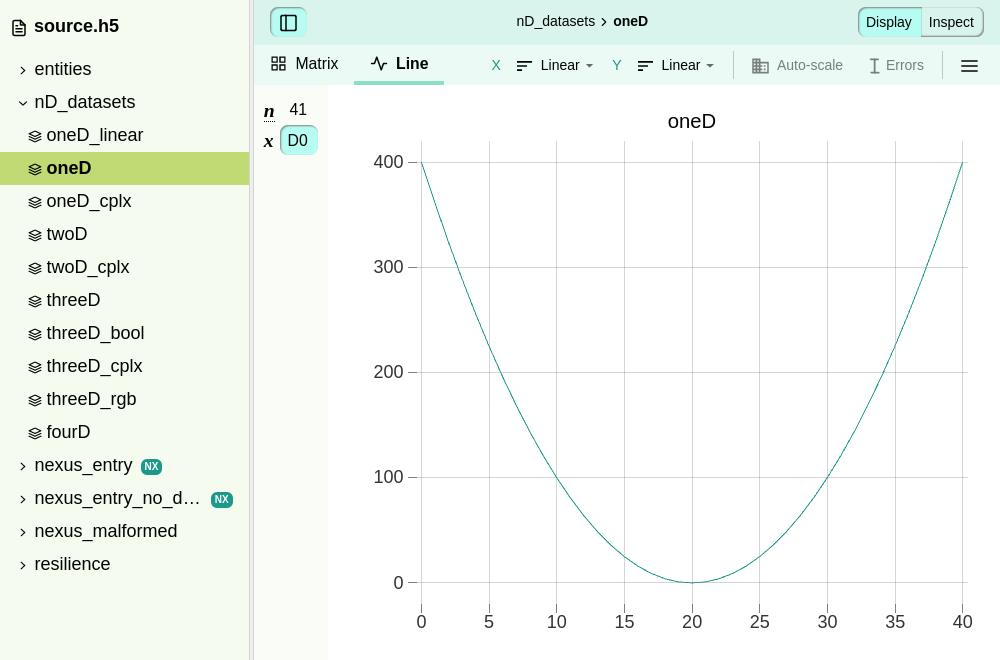 source.h5
entities
nD_datasets
oneD_linear
oneD
oneD_cplx
twoD
twoD_cplx
threeD
threeD_bool
threeD_cplx
threeD_rgb
fourD
nexus_entry NX
nexus_entry_no_d... NX
nexus_malformed
resilience
nD_datasets oneD
Display Inspect
Matrix Line X Linear Y Linear Auto-scale Errors
n 41
x D0
oneD
400
300
200
100
0
0 5 10 15 20 25 30 35 40